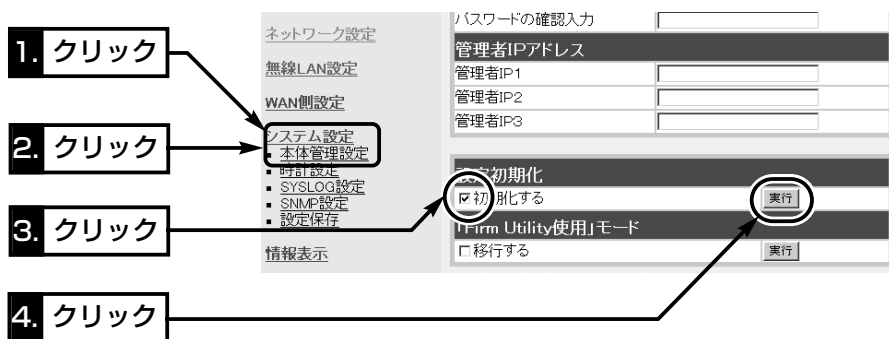 1. クリック
2. クリック
3. クリック
4. クリック
ネットワーク設定
無線LAN設定
WAN側設定
システム設定
本体管理設定
時計設定
SYSLOG設定
SNMP設定
設定保存
情報表示
パスワードの確認入力
管理者IPアドレス
管理者IP1
管理者IP2
管理者IP3
設定初期化
初期化する 実行
「Firm Utility使用」モード
移行する 実行